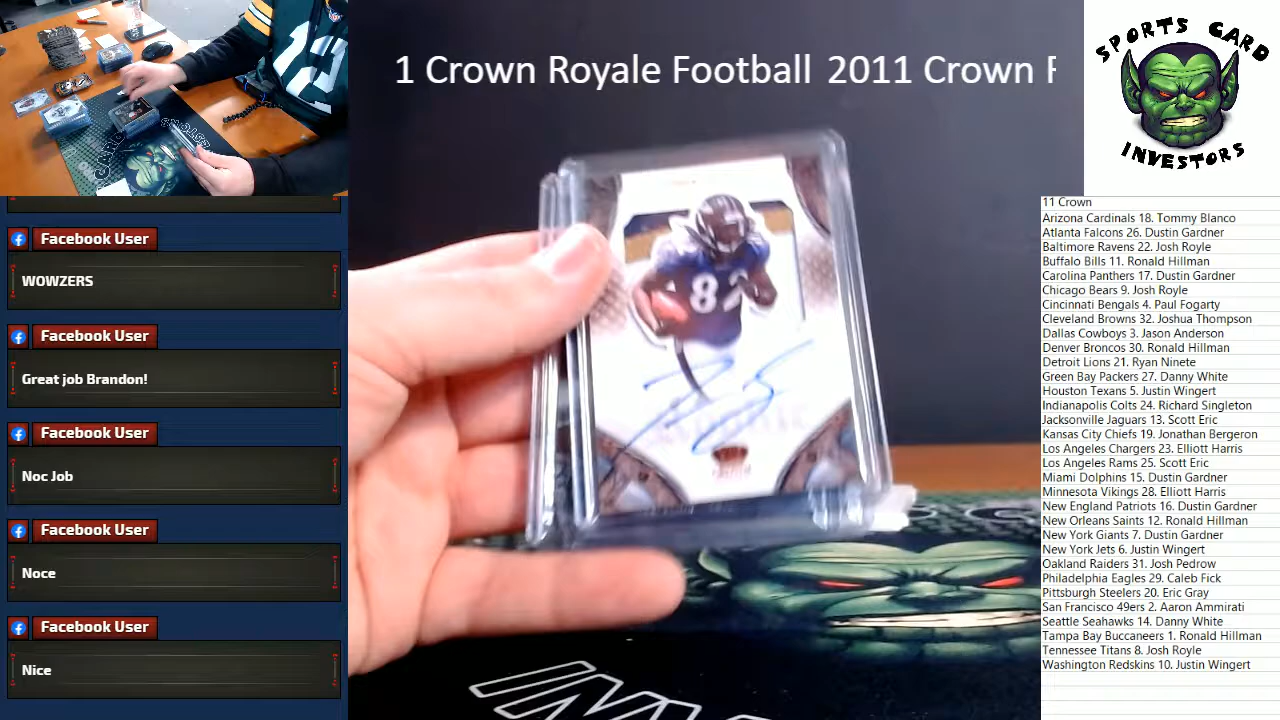 1 Crown Royale Football 2011 Crown
SPORTS CARD
INVESTORS
Facebook User
WOWZERS
Facebook User
Great job Brandon!
Facebook User
Noc Job
Facebook User
Noce
Facebook User
Nice
82
11 Crown
Arizona Cardinals 18. Tommy Blanco
Atlanta Falcons 26. Dustin Gardner
Baltimore Ravens 22. Josh Royle
Buffalo Bills 11. Ronald Hillman
Carolina Panthers 17. Dustin Gardner
Chicago Bears 9. Josh Royle
Cincinnati Bengals 4. Paul Fogarty
Cleveland Browns 32. Joshua Thompson
Dallas Cowboys 3. Jason Anderson
Denver Broncos 30. Ronald Hillman
Detroit Lions 21. Ryan Ninete
Green Bay Packers 27. Danny White
Houston Texans 5. Justin Wingert
Indianapolis Colts 24. Richard Singleton
Jacksonville Jaguars 13. Scott Eric
Kansas City Chiefs 19. Jonathan Bergeron
Los Angeles Chargers 23. Elliott Harris
Los Angeles Rams 25. Scott Eric
Miami Dolphins 15. Dustin Gardner
Minnesota Vikings 28. Elliott Harris
New England Patriots 16. Dustin Gardner
New Orleans Saints 12. Ronald Hillman
New York Giants 7. Dustin Gardner
New York Jets 6. Justin Wingert
Oakland Raiders 31. Josh Pedrow
Philadelphia Eagles 29. Caleb Fick
Pittsburgh Steelers 20. Eric Gray
San Francisco 49ers 2. Aaron Ammirati
Seattle Seahawks 14. Danny White
Tampa Bay Buccaneers 1. Ronald Hillman
Tennessee Titans 8. Josh Royle
Washington Redskins 10. Justin Wingert